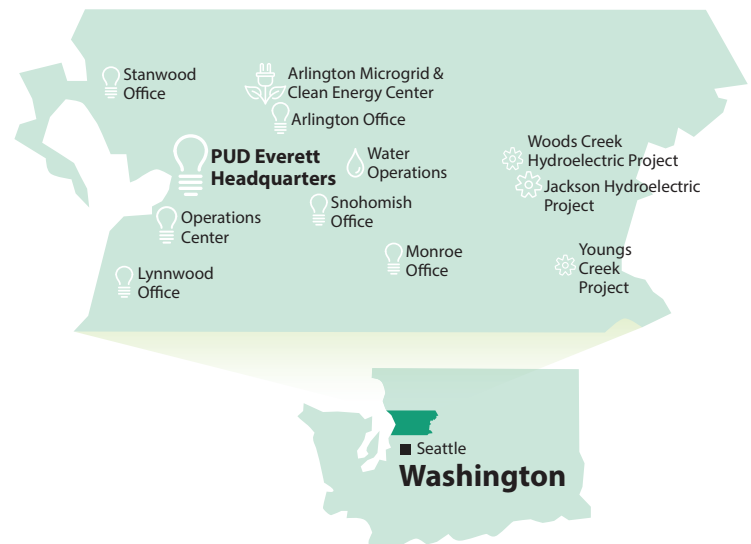 Stanwood
Office
Arlington Microgrid &
Clean Energy Center
Arlington Office
PUD Everett
Headquarters
Water
Operations
Woods Creek
Hydroelectric Project
Jackson Hydroelectric
Project
Snohomish
Office
Operations
Center
Monroe
Office
Youngs
Creek
Project
Lynnwood
Office
Seattle
Washington